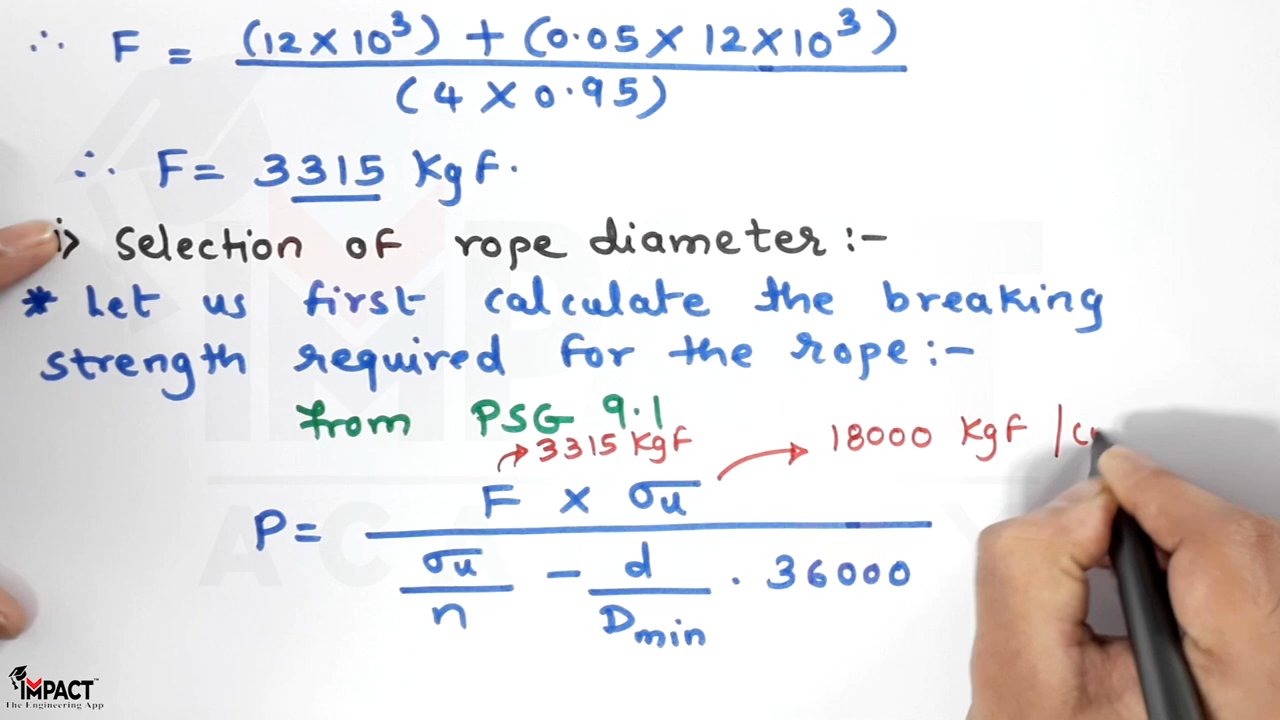 ∴ F = (12 × 10³) + (0.05 × 12 × 10³)
(4 × 0.95)
∴ F = 3315 Kgf.
i> Selection of rope diameter :-
* Let us first calculate the breaking
strength required for the rope :-
from PSG 9.1
→ 3315 Kgf → 18000 Kgf /c
P = F × σu
σu/n - d/Dmin . 36000
IMPACT
The Engineering App